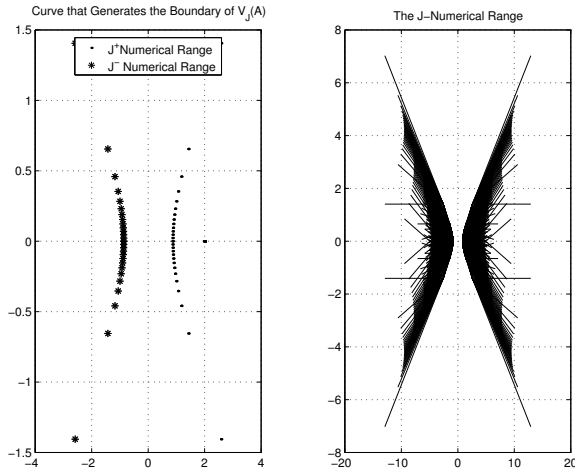 Curve that Generates the Boundary of V_J(A)
1.5
1
0.5
0
−0.5
−1
−1.5
−4 −2 0 2 4
J⁺Numerical Range
J⁻ Numerical Range
The J−Numerical Range
8
6
4
2
0
−2
−4
−6
−8
−20 −10 0 10 20